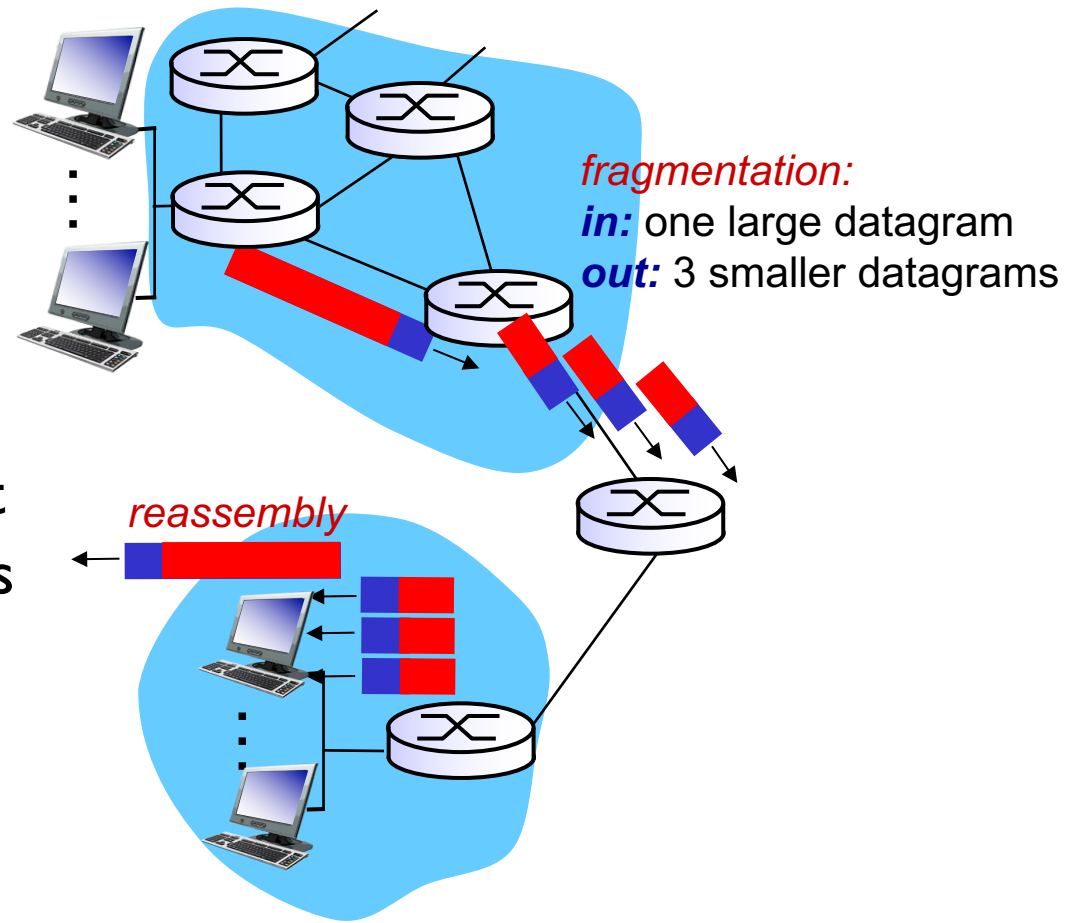 fragmentation:
in: one large datagram
out: 3 smaller datagrams
reassembly